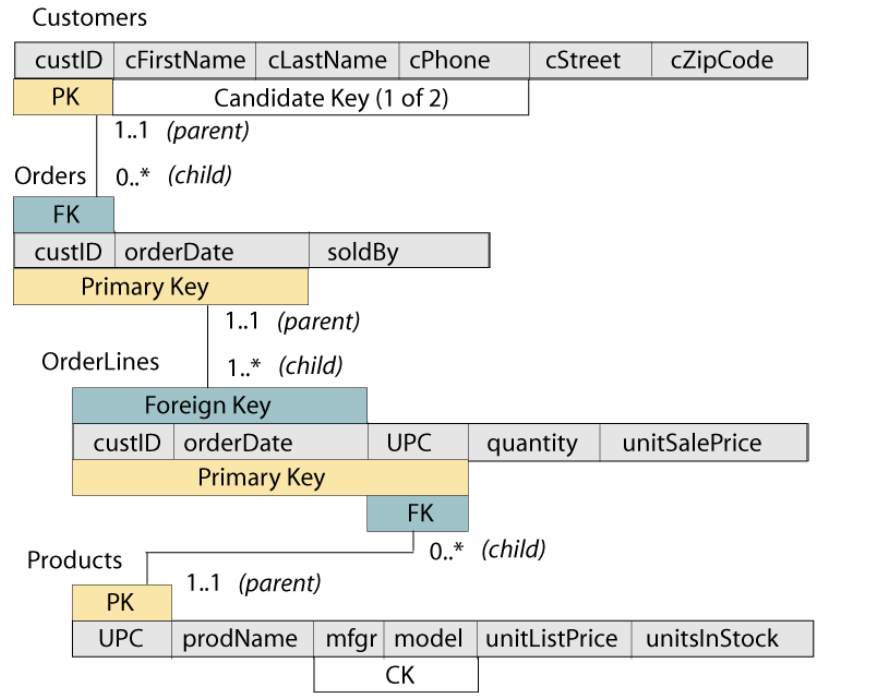 Customers
custID cFirstName cLastName cPhone cStreet cZipCode
PK Candidate Key (1 of 2)
1..1 (parent)
Orders 0..* (child)
FK
custID orderDate soldBy
Primary Key
1..1 (parent)
OrderLines 1..* (child)
Foreign Key
custID orderDate UPC quantity unitSalePrice
Primary Key
FK
0..* (child)
Products
1..1 (parent)
PK
UPC prodName mfgr model unitListPrice unitsInStock
CK